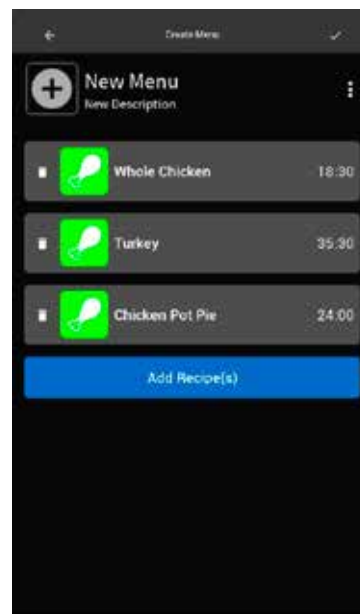 Create Menu
New Menu
New Description
Whole Chicken 18:30
Turkey 35:30
Chicken Pot Pie 24:00
Add Recipe(s)